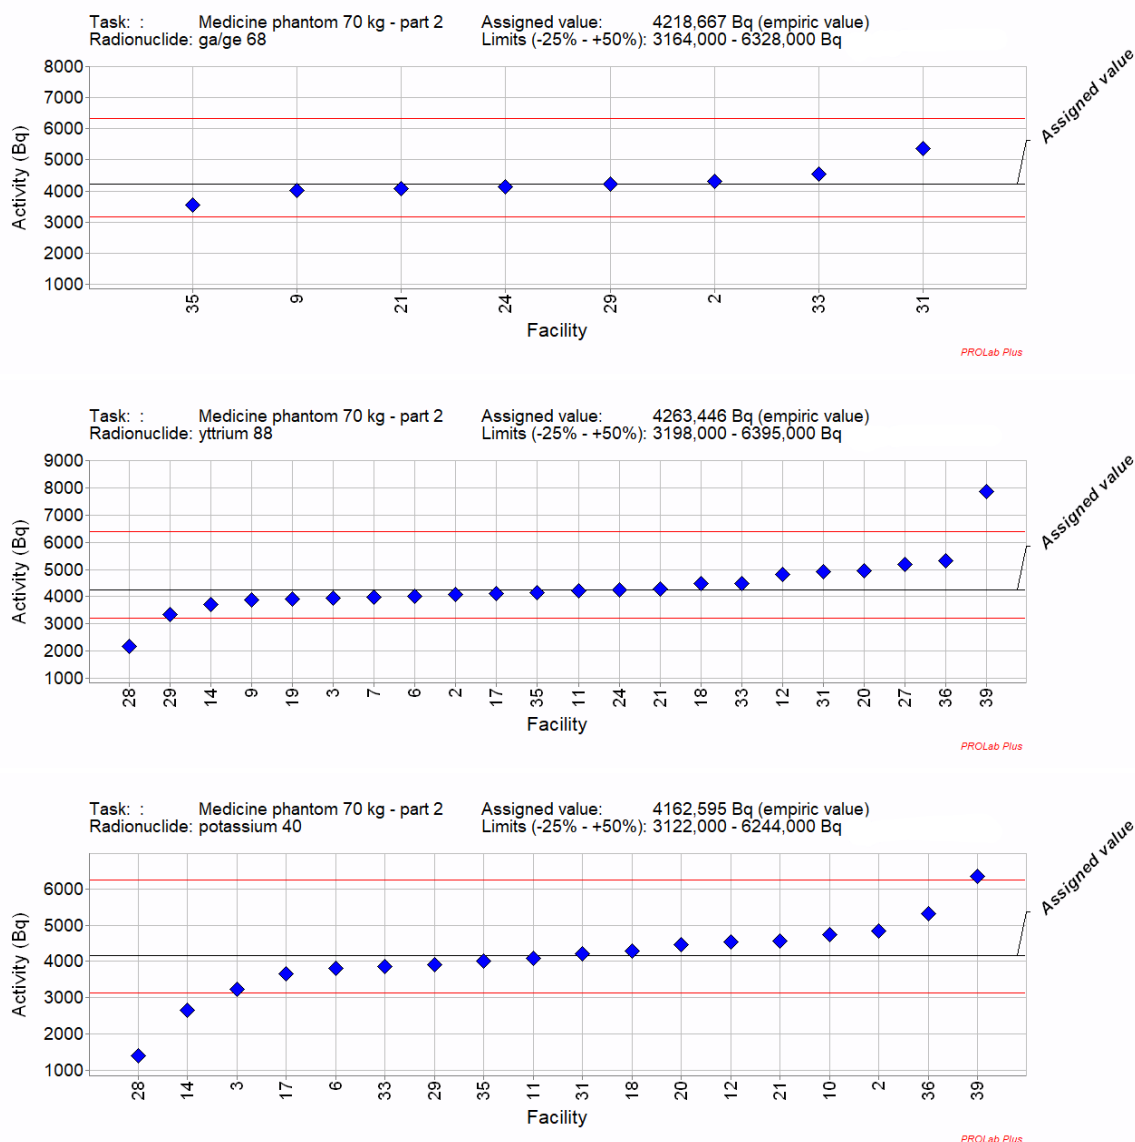 Task: : Medicine phantom 70 kg - part 2 Assigned value: 4218,667 Bq (empiric value)
Radionuclide: ga/ge 68 Limits (-25% - +50%): 3164,000 - 6328,000 Bq
Assigned value
8000
7000
6000
5000
4000
3000
2000
1000
Activity (Bq)
35 9 21 24 29 2 33 31
Facility
PROLab Plus
Task: : Medicine phantom 70 kg - part 2 Assigned value: 4263,446 Bq (empiric value)
Radionuclide: yttrium 88 Limits (-25% - +50%): 3198,000 - 6395,000 Bq
Assigned value
9000
8000
7000
6000
5000
4000
3000
2000
1000
Activity (Bq)
28 29 14 9 19 3 7 6 2 17 35 11 24 21 18 33 12 31 20 27 36 39
Facility
PROLab Plus
Task: : Medicine phantom 70 kg - part 2 Assigned value: 4162,595 Bq (empiric value)
Radionuclide: potassium 40 Limits (-25% - +50%): 3122,000 - 6244,000 Bq
Assigned value
6000
5000
4000
3000
2000
1000
Activity (Bq)
28 14 3 17 6 33 29 35 11 31 18 20 12 21 10 2 36 39
Facility
PROLab Plus